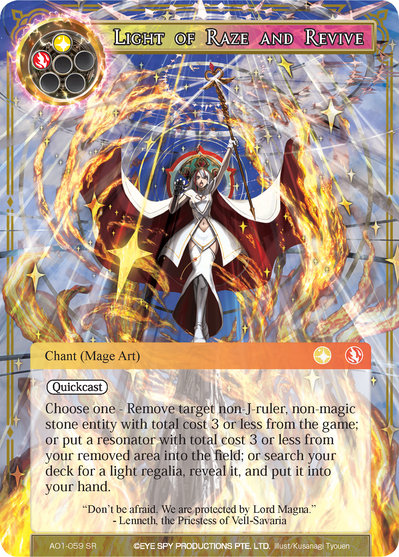 Light of Raze and Revive
Chant (Mage Art)
Quickcast
Choose one - Remove target non-J-ruler, non-magic
stone entity with total cost 3 or less from the game;
or put a resonator with total cost 3 or less from
your removed area into the field; or search your
deck for a light regalia, reveal it, and put it into
your hand.
“Don't be afraid. We are protected by Lord Magna.”
- Lenneth, the Priestess of Vell-Savaria
AO1-059 SR
©EYE SPY PRODUCTIONS PTE. LTD. Illust/Kusanagi Tyouen